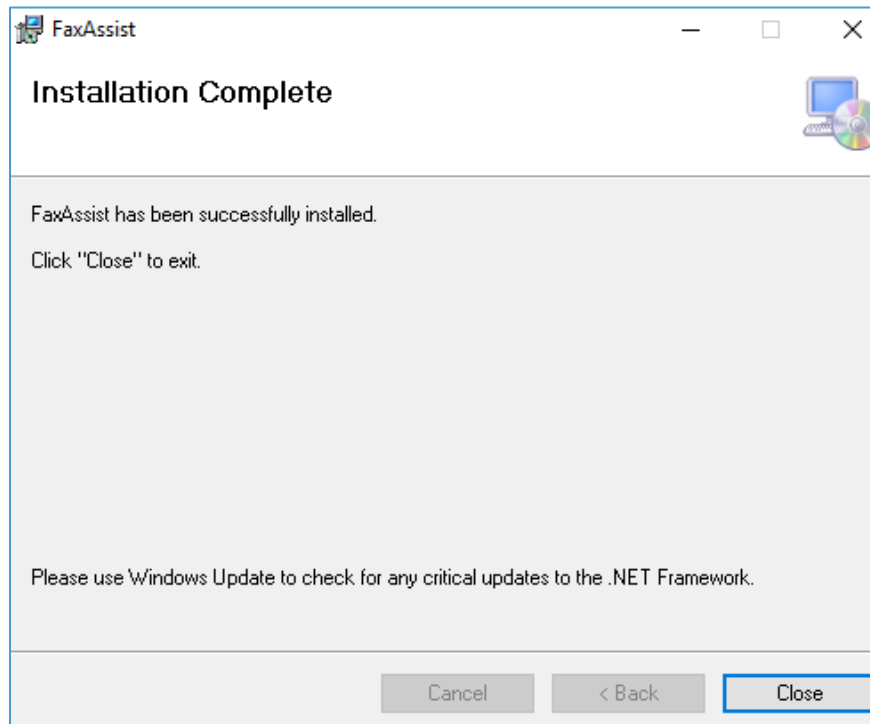 FaxAssist
Installation Complete
FaxAssist has been successfully installed.
Click "Close" to exit.
Please use Windows Update to check for any critical updates to the .NET Framework.
Cancel
< Back
Close